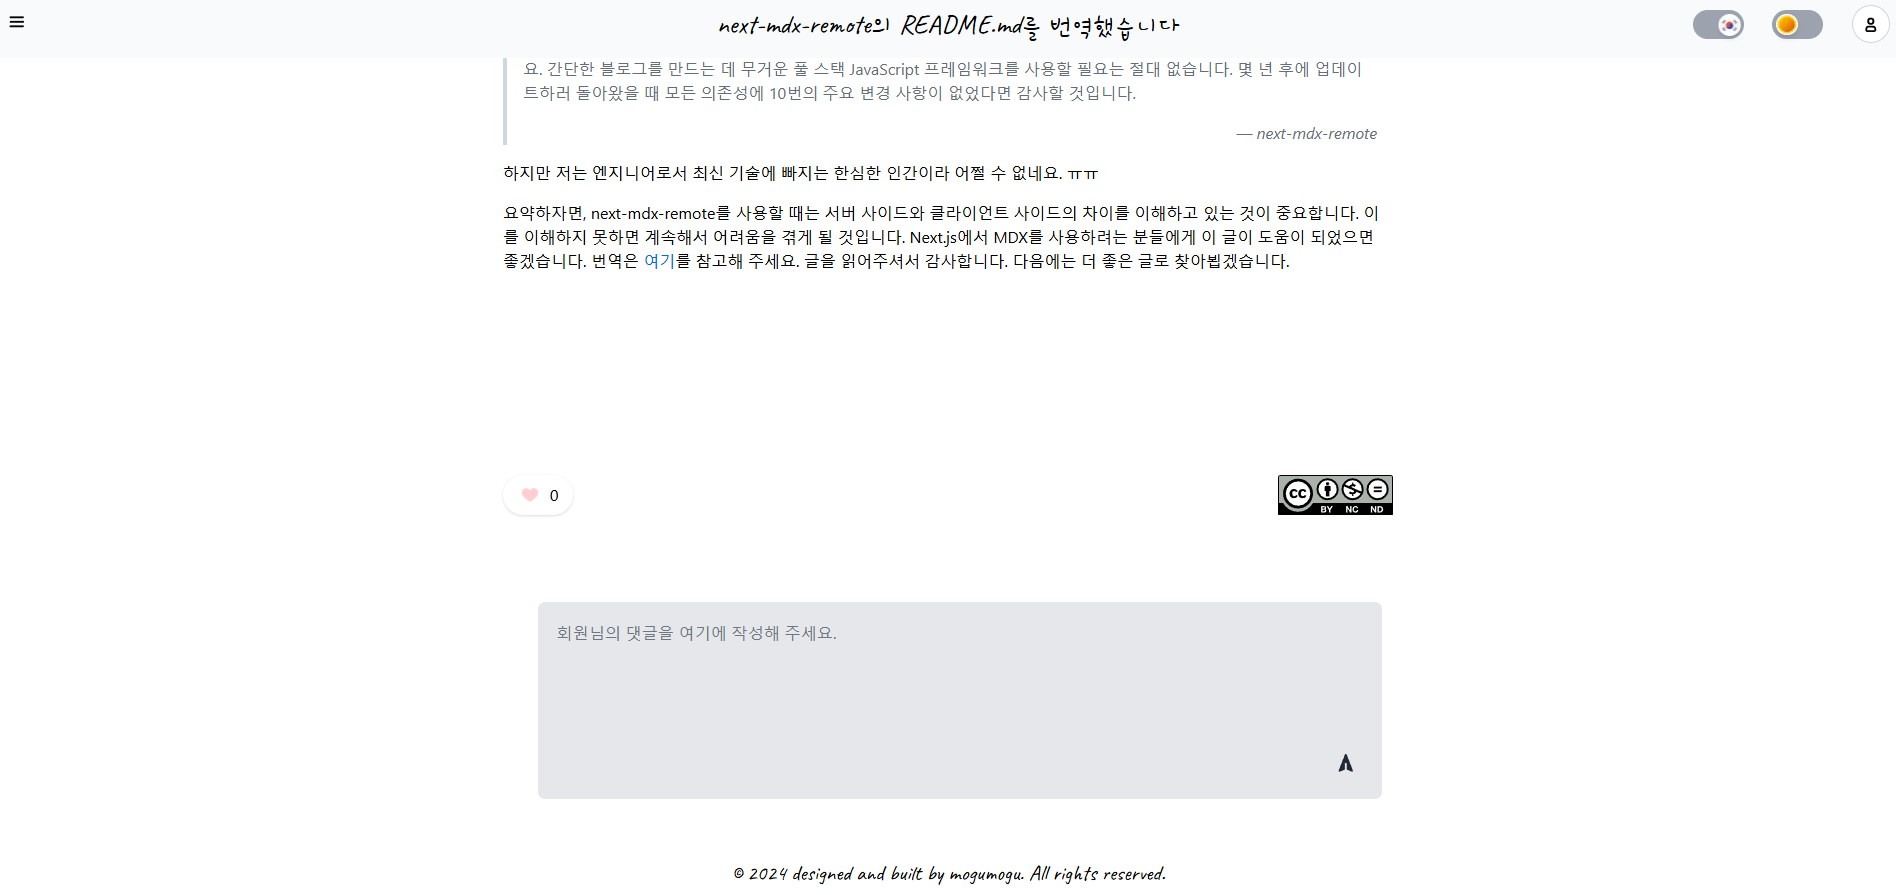 next-mdx-remote의 README.md를 번역했습니다
요. 간단한 블로그를 만드는 데 무거운 풀 스택 JavaScript 프레임워크를 사용할 필요는 절대 없습니다. 몇 년 후에 업데이
트하러 돌아왔을 때 모든 의존성에 10번의 주요 변경 사항이 없었다면 감사할 것입니다.
— next-mdx-remote
하지만 저는 엔지니어로서 최신 기술에 빠지는 한심한 인간이라 어쩔 수 없네요. ㅠㅠ
요약하자면, next-mdx-remote를 사용할 때는 서버 사이드와 클라이언트 사이드의 차이를 이해하고 있는 것이 중요합니다. 이
를 이해하지 못하면 계속해서 어려움을 겪게 될 것입니다. Next.js에서 MDX를 사용하려는 분들에게 이 글이 도움이 되었으면
좋겠습니다. 번역은 여기를 참고해 주세요. 글을 읽어주셔서 감사합니다. 다음에는 더 좋은 글로 찾아뵙겠습니다.
0
cc
BY NC ND
회원님의 댓글을 여기에 작성해 주세요.
© 2024 designed and built by mogumogu. All rights reserved.